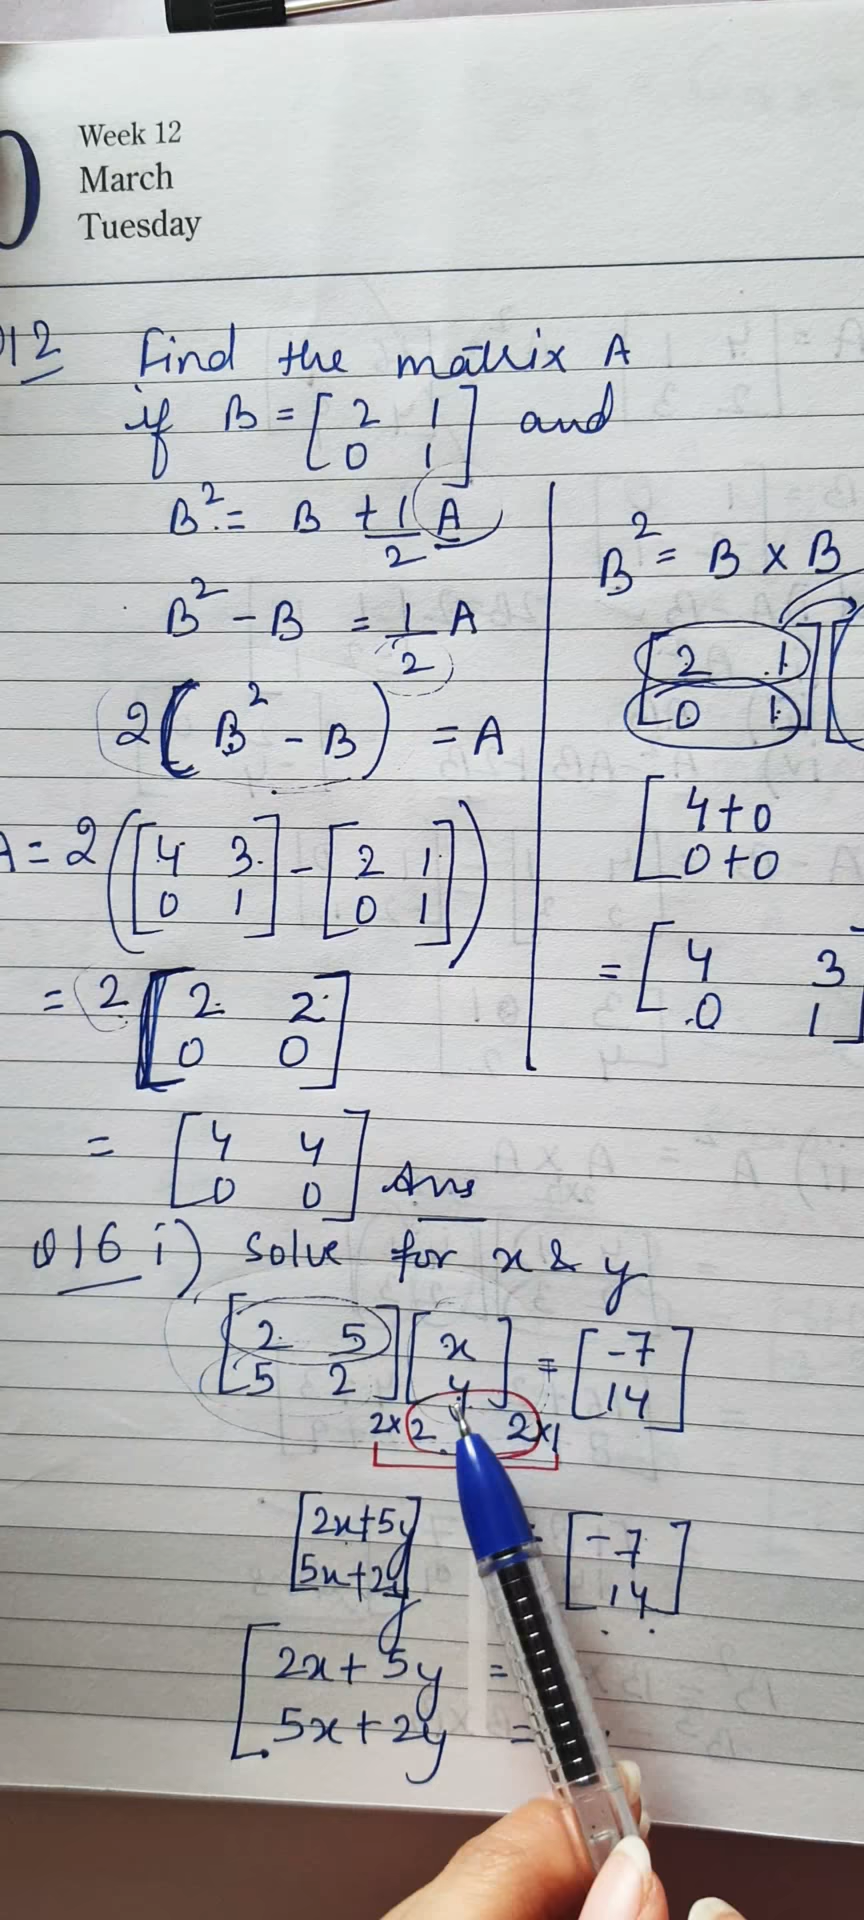 Week 12
March
Tuesday
Q12 Find the matrix A
if B = [2 1
0 1] and
B² = B + 1/2 A
B² - B = 1/2 A
2(B² - B) = A
A = 2([4 3
0 1] - [2 1
0 1])
= 2[2 2
0 0]
= [4 4
0 0] Ans
B² = B × B
[2 1
0 1] [
[4+0
0+0
= [4 3
0 1]
Q16 i) Solve for x & y
[2 5
5 2] [x
y] = [-7
14]
2×2 2×1
[2x+5y
5x+2y] = [-7
14]
[2x + 5y =
5x + 2y =